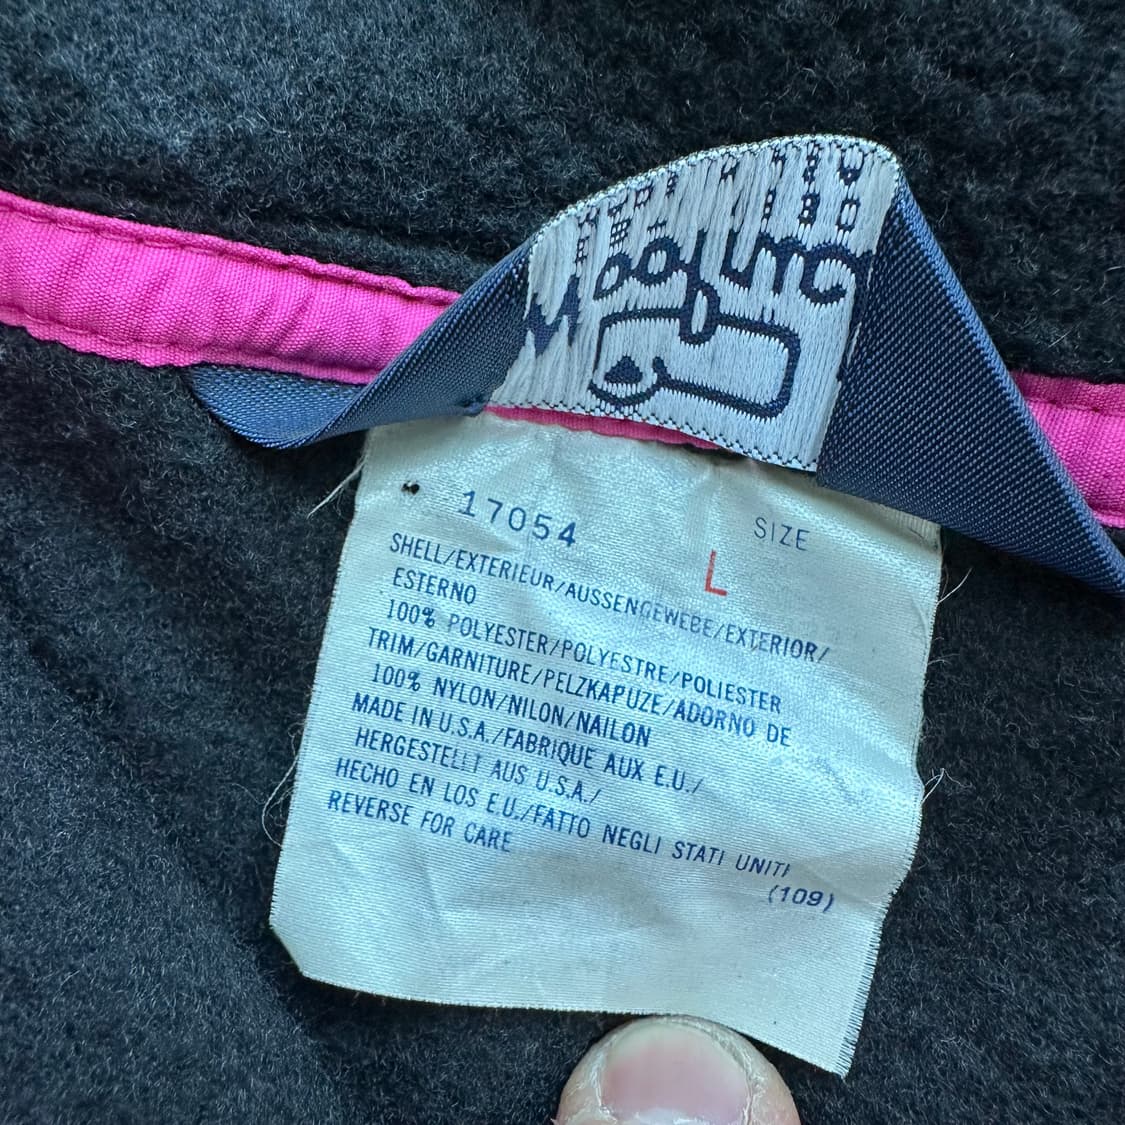 17054 SIZE
L
SHELL/EXTERIEUR/AUSSENGEWEBE/EXTERIOR/
ESTERNO
100% POLYESTER/POLYESTRE/POLIESTER
TRIM/GARNITURE/PELZKAPUZE/ADORNO DE
100% NYLON/NILON/NAILON
MADE IN U.S.A./FABRIQUE AUX E.U./
HERGESTELLT AUS U.S.A./
HECHO EN LOS E.U./FATTO NEGLI STATI UNITI
REVERSE FOR CARE
(109)